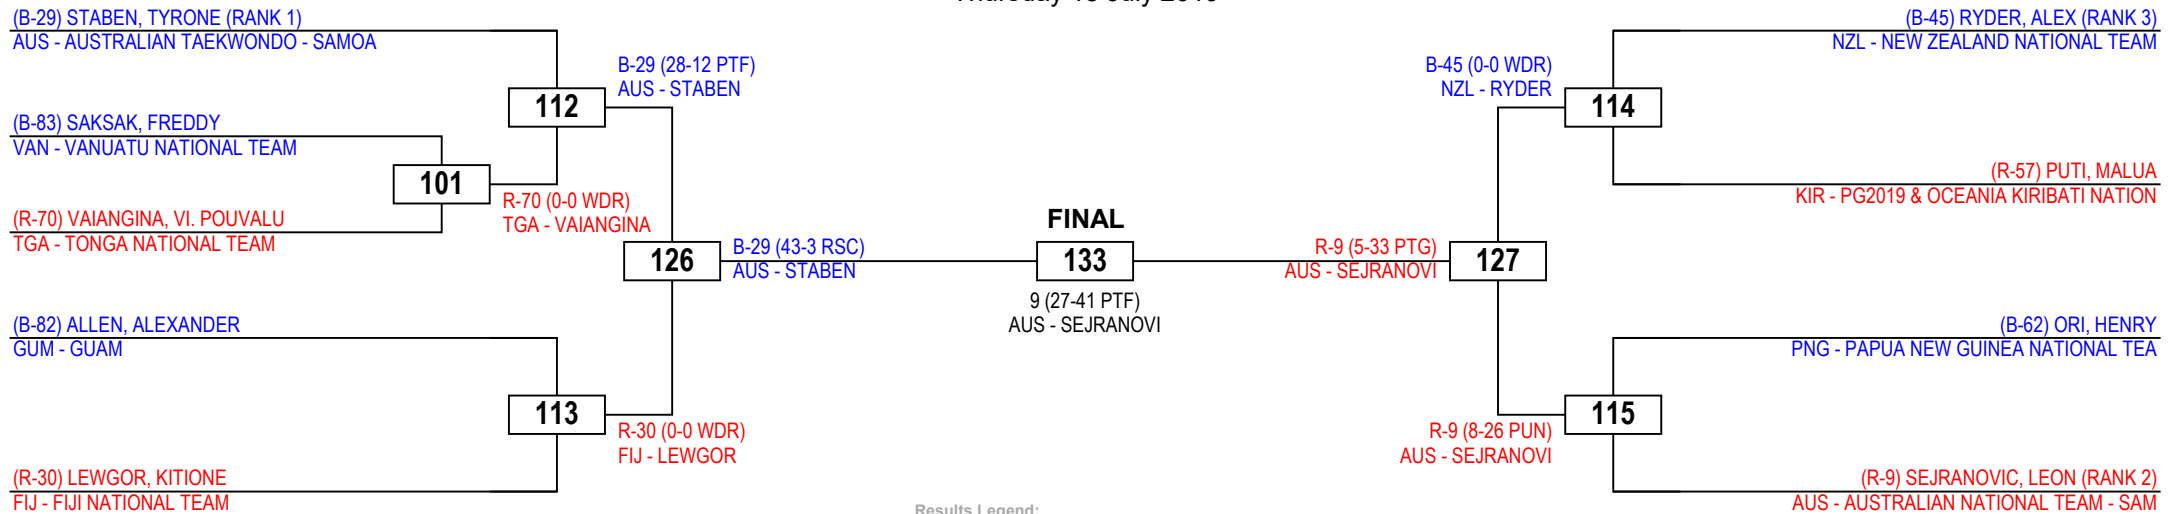 Thursday 18 July 2019
(B-29) STABEN, TYRONE (RANK 1)
AUS - AUSTRALIAN TAEKWONDO - SAMOA
B-29 (28-12 PTF)
AUS - STABEN
112
(B-83) SAKSAK, FREDDY
VAN - VANUATU NATIONAL TEAM
101
R-70 (0-0 WDR)
TGA - VAIANGINA
(R-70) VAIANGINA, VI. POUVALU
TGA - TONGA NATIONAL TEAM
126
B-29 (43-3 RSC)
AUS - STABEN
(B-82) ALLEN, ALEXANDER
GUM - GUAM
113
R-30 (0-0 WDR)
FIJ - LEWGOR
(R-30) LEWGOR, KITIONE
FIJ - FIJI NATIONAL TEAM
FINAL
133
9 (27-41 PTF)
AUS - SEJRANOVI
(B-45) RYDER, ALEX (RANK 3)
NZL - NEW ZEALAND NATIONAL TEAM
B-45 (0-0 WDR)
NZL - RYDER
114
(R-57) PUTI, MALUA
KIR - PG2019 & OCEANIA KIRIBATI NATION
R-9 (5-33 PTG)
AUS - SEJRANOVI
127
(B-62) ORI, HENRY
PNG - PAPUA NEW GUINEA NATIONAL TEA
115
R-9 (8-26 PUN)
AUS - SEJRANOVI
(R-9) SEJRANOVIC, LEON (RANK 2)
AUS - AUSTRALIAN NATIONAL TEAM - SAM
Results Legend: